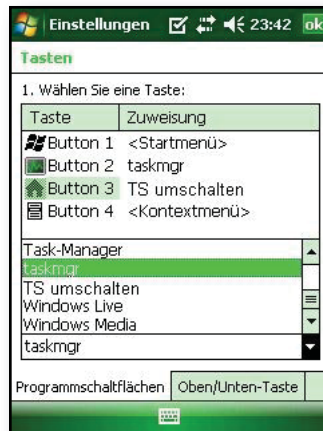 Einstellungen 23:42 ok
Tasten
1. Wählen Sie eine Taste:
Taste Zuweisung
Button 1 <Startmenü>
Button 2 taskmgr
Button 3 TS umschalten
Button 4 <Kontextmenü>
Task-Manager
taskmgr
TS umschalten
Windows Live
Windows Media
taskmgr
Programmschaltflächen Oben/Unten-Taste